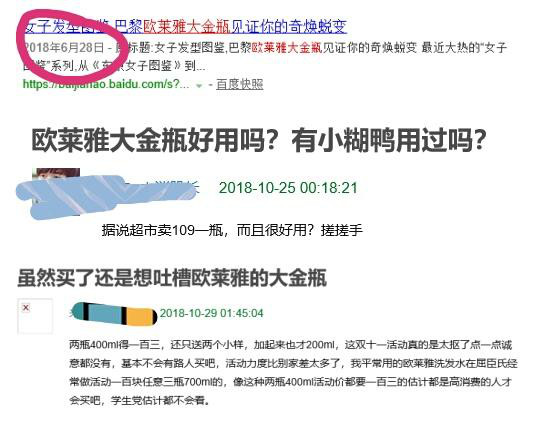 女子发型图鉴,巴黎欧莱雅大金瓶见证你的奇焕蜕变
2018年6月28日 - 原标题:女子发型图鉴,巴黎欧莱雅大金瓶见证你的奇焕蜕变 最近大热的"女子
图鉴"系列,从《东京女子图鉴》到...
https://baijiahao.baidu.com/s?... - 百度快照
欧莱雅大金瓶好用吗？有小糊鸭用过吗？
2018-10-25 00:18:21
据说超市卖109一瓶，而且很好用？搓搓手
虽然买了还是想吐槽欧莱雅的大金瓶
2018-10-29 01:45:04
两瓶400ml得一百三，还只送两个小样，加起来也才200ml，这双十一活动真的是太抠了点一点诚
意都没有，基本不会有路人买吧，活动力度比别家差太多了，我平常用的欧莱雅洗发水在屈臣氏经
常做活动一百块任意三瓶700ml的，像这种两瓶400ml活动价都要一百三的估计都是高消费的人才
会买吧，学生党估计都不会看。